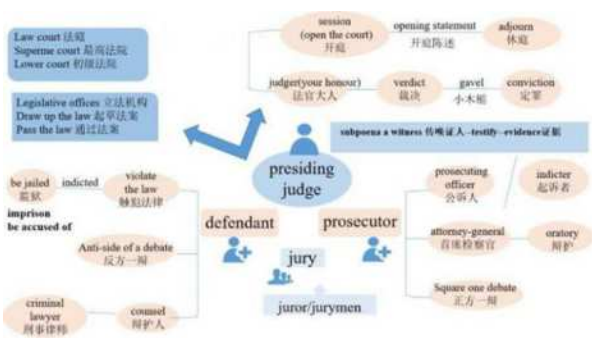 Law court 法庭
Superme court 最高法院
Lower court 初级法院
Legislative offices 立法机构
Draw up the law 起草法案
Pass the law 通过法案
session
(open the court)
开庭
opening statement
开庭陈述
adjourn
休庭
judger(your honour)
法官大人
verdict
裁决
gavel
小木槌
conviction
定罪
subpoena a witness 传唤证人--testify--evidence证据
presiding
judge
be jailed
监狱
indicted
violate
the law
触犯法律
imprison
be accused of
Anti-side of a debate
反方一辩
criminal
lawyer
刑事律师
counsel
辩护人
defendant
prosecutor
jury
juror/jurymen
prosecuting
officer
公诉人
indicter
起诉者
attorney-general
首席检察官
oratory
辩护
Square one debate
正方一辩